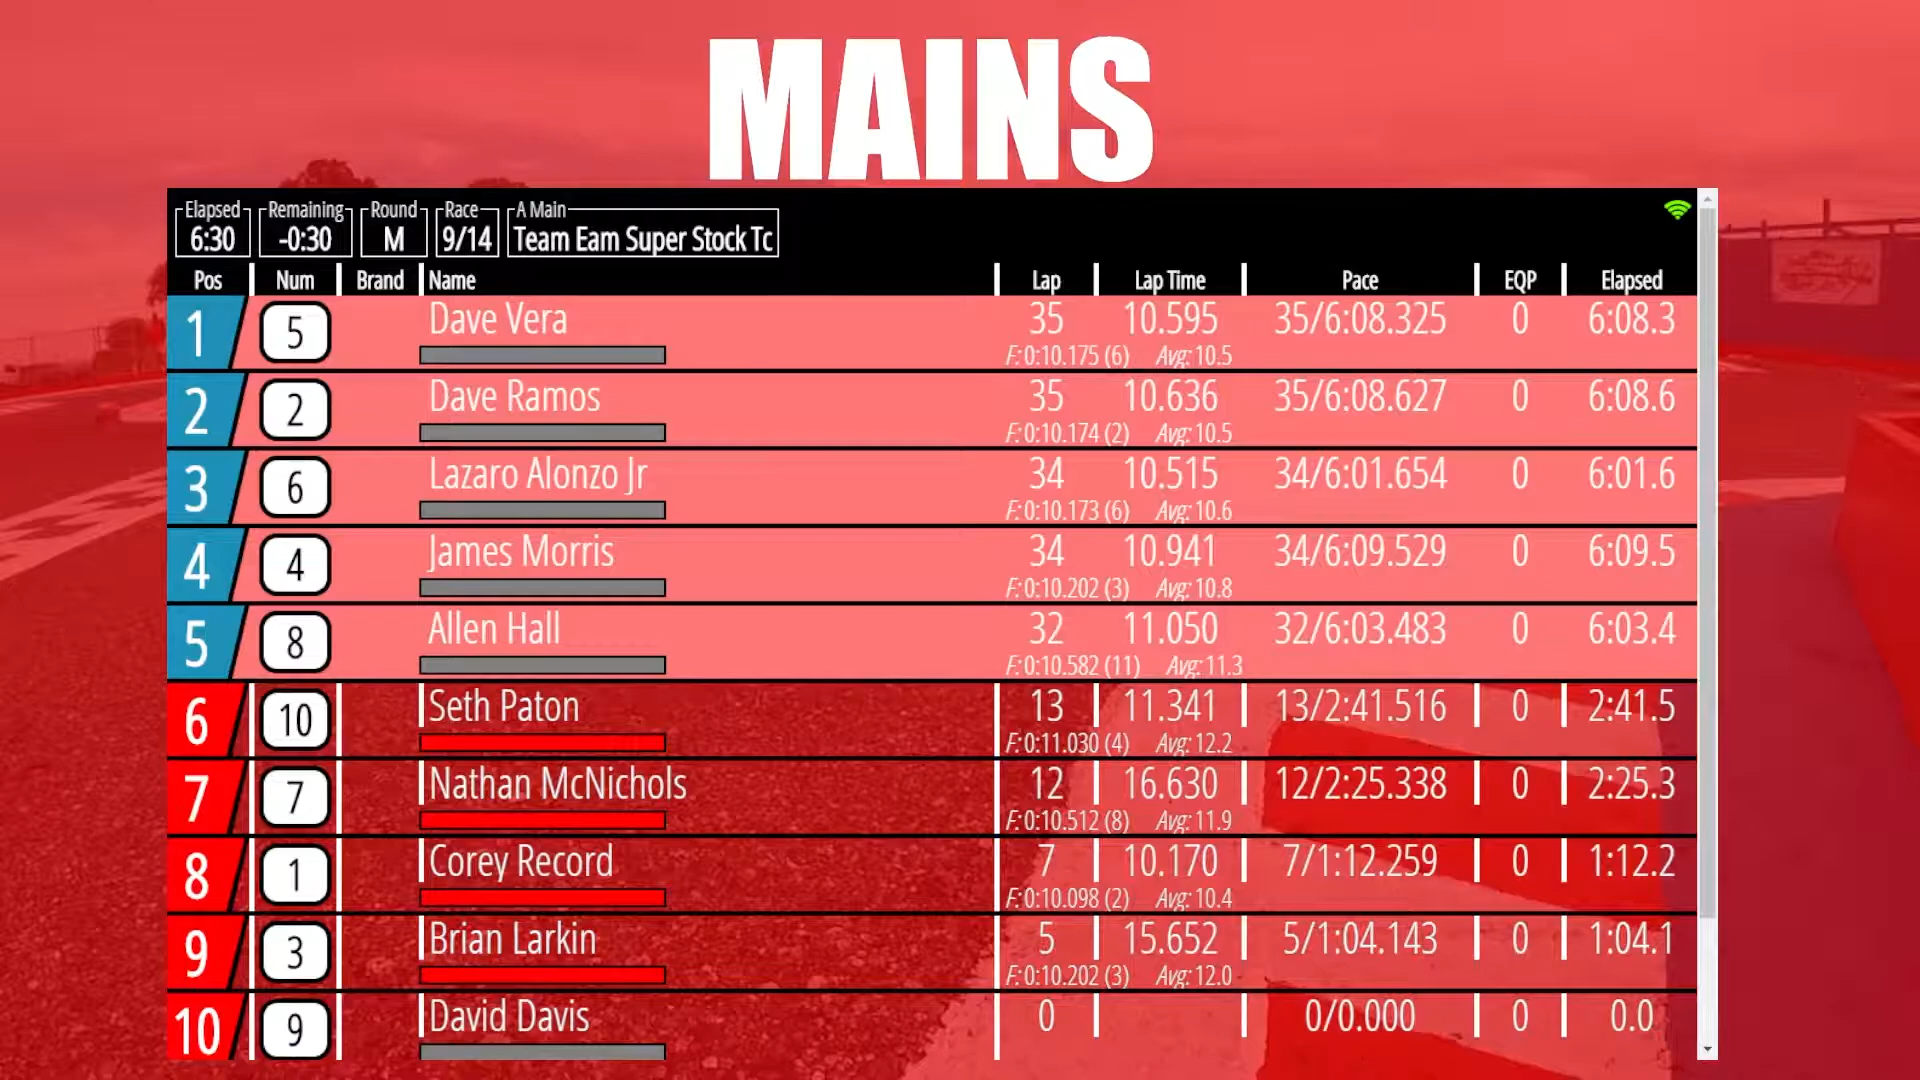 MAINS
Elapsed Remaining Round Race A Main
6:30 -0:30 M 9/14 Team Eam Super Stock Tc
Pos Num Brand Name Lap Lap Time Pace EQP Elapsed
1 5 Dave Vera 35 10.595 35/6:08.325 0 6:08.3
F: 0:10.175 (6) Avg: 10.5
2 2 Dave Ramos 35 10.636 35/6:08.627 0 6:08.6
F: 0:10.174 (2) Avg: 10.5
3 6 Lazaro Alonzo Jr 34 10.515 34/6:01.654 0 6:01.6
F: 0:10.173 (6) Avg: 10.6
4 4 James Morris 34 10.941 34/6:09.529 0 6:09.5
F: 0:10.202 (3) Avg: 10.8
5 8 Allen Hall 32 11.050 32/6:03.483 0 6:03.4
F: 0:10.582 (11) Avg: 11.3
6 10 Seth Paton 13 11.341 13/2:41.516 0 2:41.5
F: 0:11.030 (4) Avg: 12.2
7 7 Nathan McNichols 12 16.630 12/2:25.338 0 2:25.3
F: 0:10.512 (8) Avg: 11.9
8 1 Corey Record 7 10.170 7/1:12.259 0 1:12.2
F: 0:10.098 (2) Avg: 10.4
9 3 Brian Larkin 5 15.652 5/1:04.143 0 1:04.1
F: 0:10.202 (3) Avg: 12.0
10 9 David Davis 0 0/0.000 0 0.0